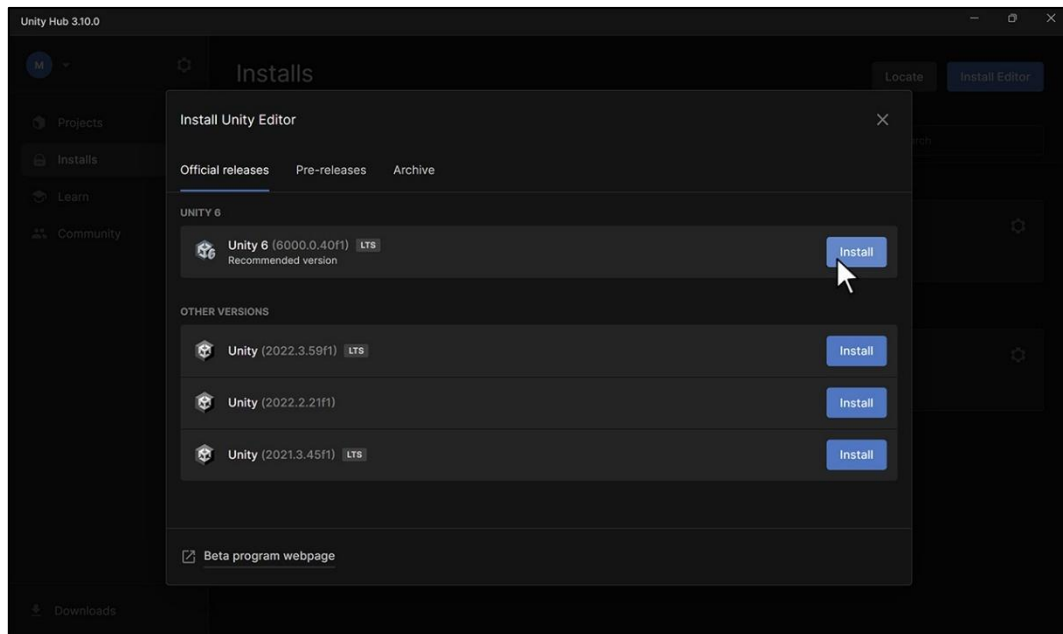 Unity Hub 3.10.0
M
Installs
Locate
Install Editor
Projects
Installs
Learn
Community
Downloads
Install Unity Editor
Official releases
Pre-releases
Archive
UNITY 6
Unity 6 (6000.0.40f1) LTS
Recommended version
Install
OTHER VERSIONS
Unity (2022.3.59f1) LTS
Install
Unity (2022.2.21f1)
Install
Unity (2021.3.45f1) LTS
Install
Beta program webpage